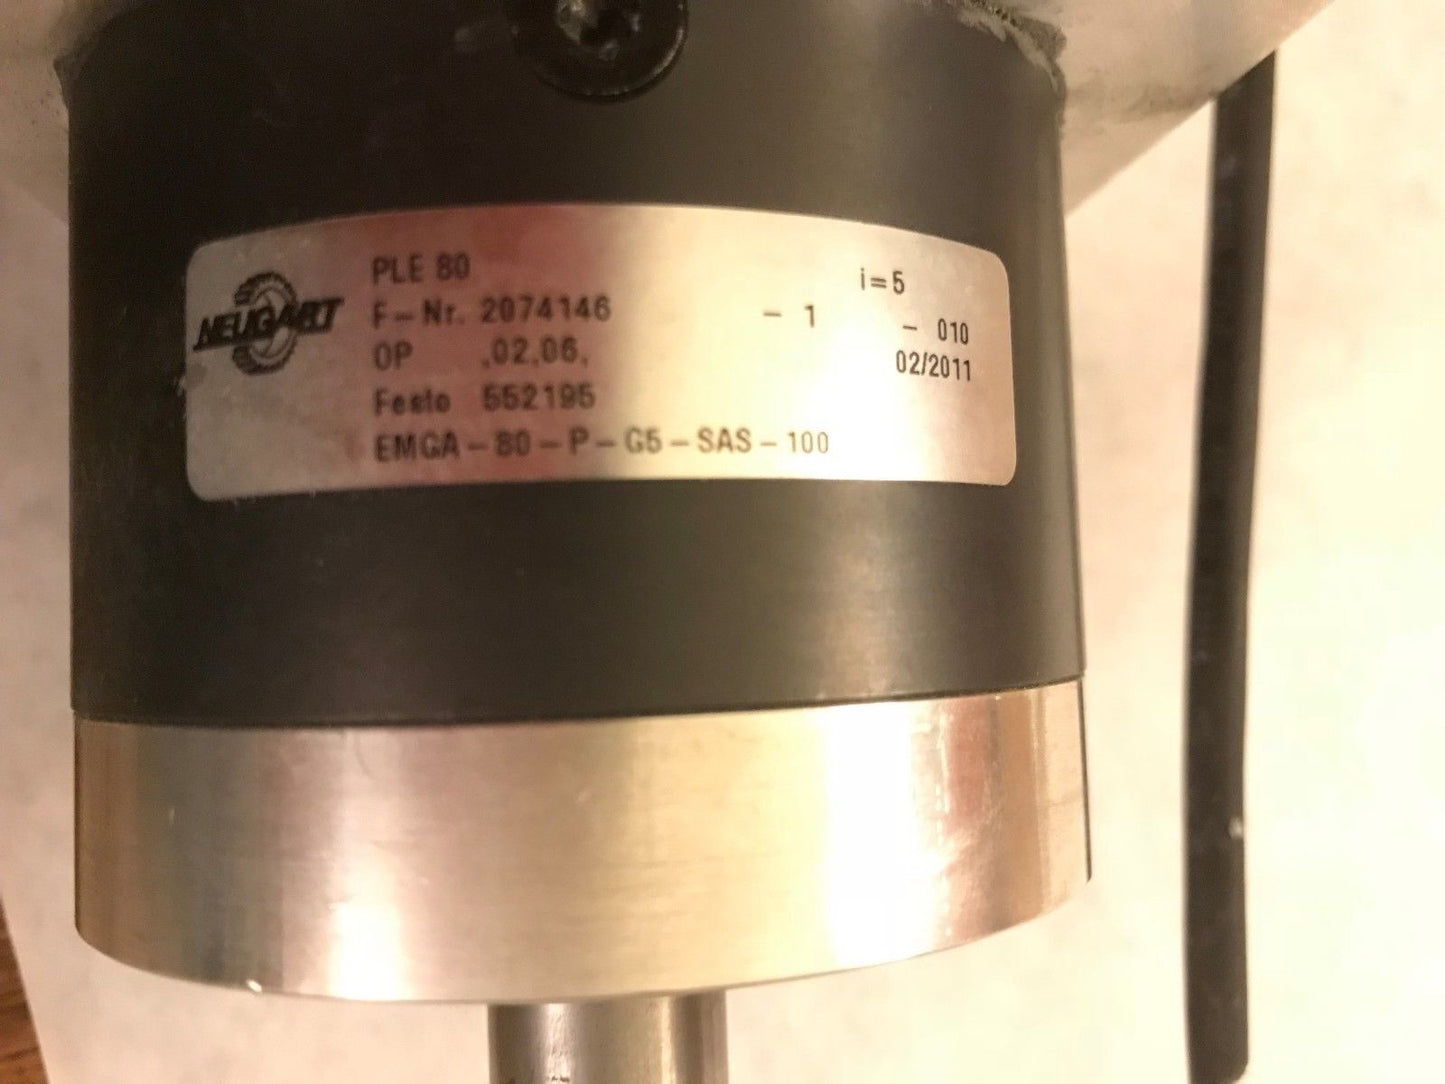 NEUGART
PLE 80 i=5
F-Nr. 2074146 - 1 - 010
OP .02.06. 02/2011
Festo 552195
EMGA-80-P-G5-SAS-100